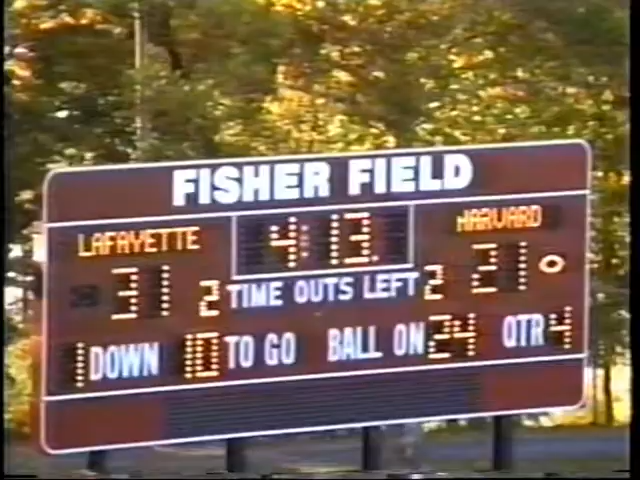 FISHER FIELD
LAFAYETTE 4:13 HARVARD
31 2 TIME OUTS LEFT 2 21
1 DOWN 10 TO GO BALL ON 24 QTR 4